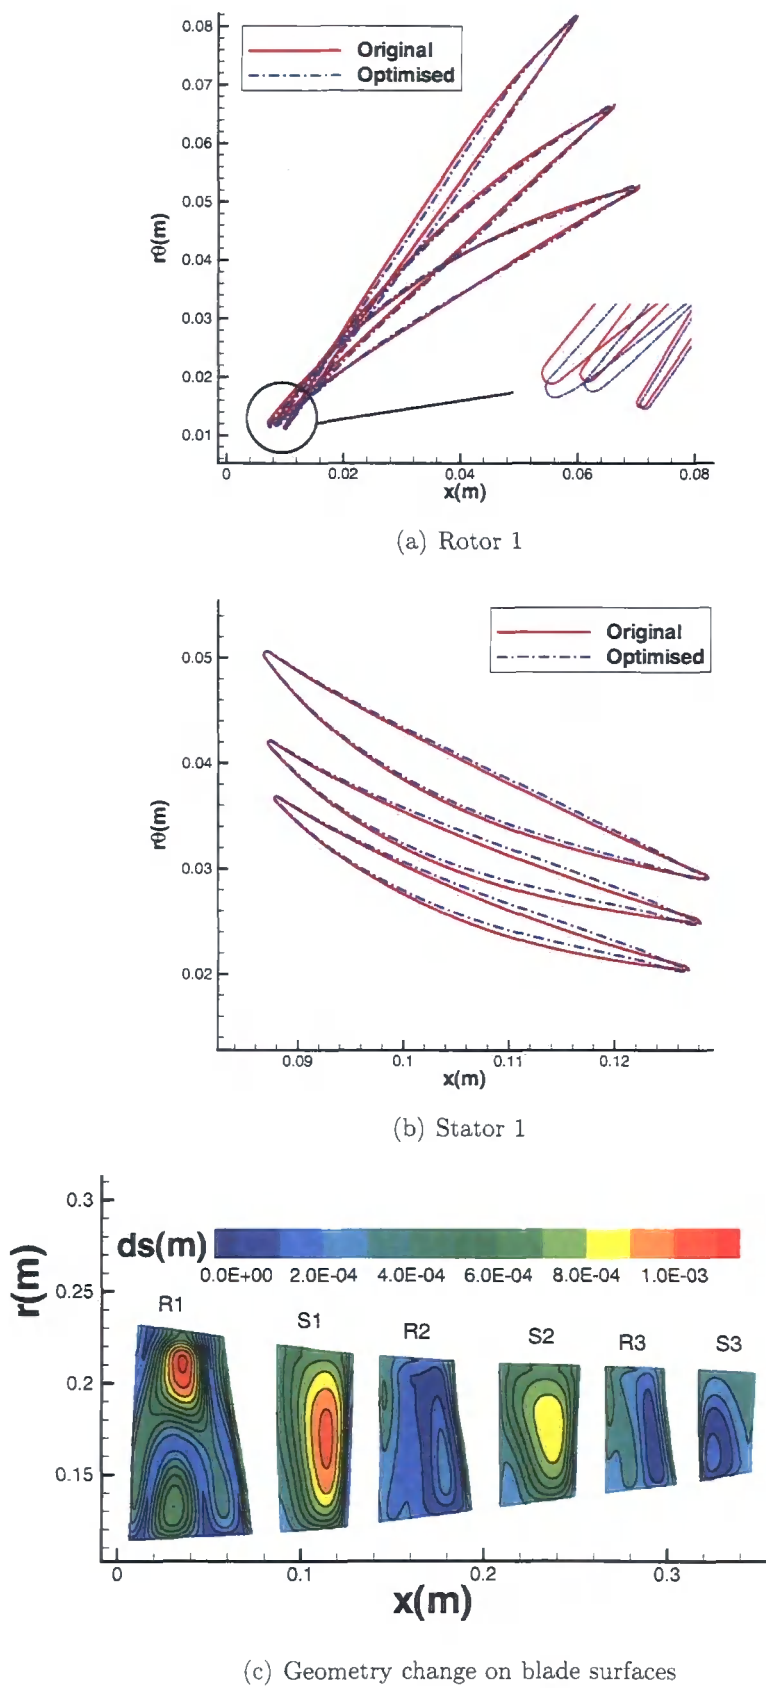 0.08
Original
Optimised
0.07
0.06
0.05
rθ(m)
0.04
0.03
0.02
0.01
0 0.02 0.04 0.06 0.08
x(m)
(a) Rotor 1
Original
Optimised
0.05
0.04
rθ(m)
0.03
0.02
0.09 0.1 0.11 0.12
x(m)
(b) Stator 1
0.3
ds(m)
0.0E+00 2.0E-04 4.0E-04 6.0E-04 8.0E-04 1.0E-03
r(m)
0.25
R1 S1 R2 S2 R3 S3
0.2
0.15
0 0.1 0.2 0.3
x(m)
(c) Geometry change on blade surfaces